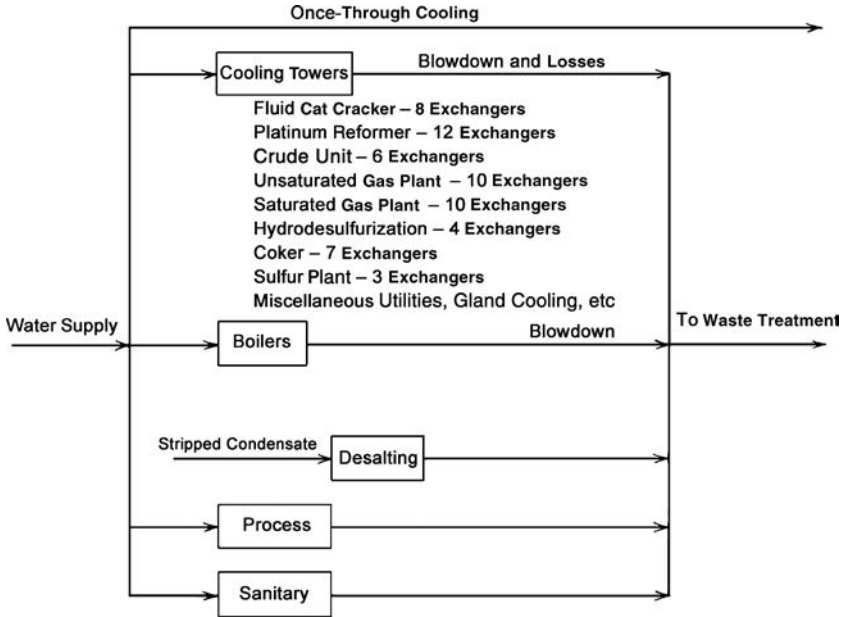 Once-Through Cooling
Cooling Towers
Blowdown and Losses
Fluid Cat Cracker – 8 Exchangers
Platinum Reformer – 12 Exchangers
Crude Unit – 6 Exchangers
Unsaturated Gas Plant – 10 Exchangers
Saturated Gas Plant – 10 Exchangers
Hydrodesulfurization – 4 Exchangers
Coker – 7 Exchangers
Sulfur Plant – 3 Exchangers
Miscellaneous Utilities, Gland Cooling, etc
Water Supply
Boilers
Blowdown
To Waste Treatment
Stripped Condensate
Desalting
Process
Sanitary